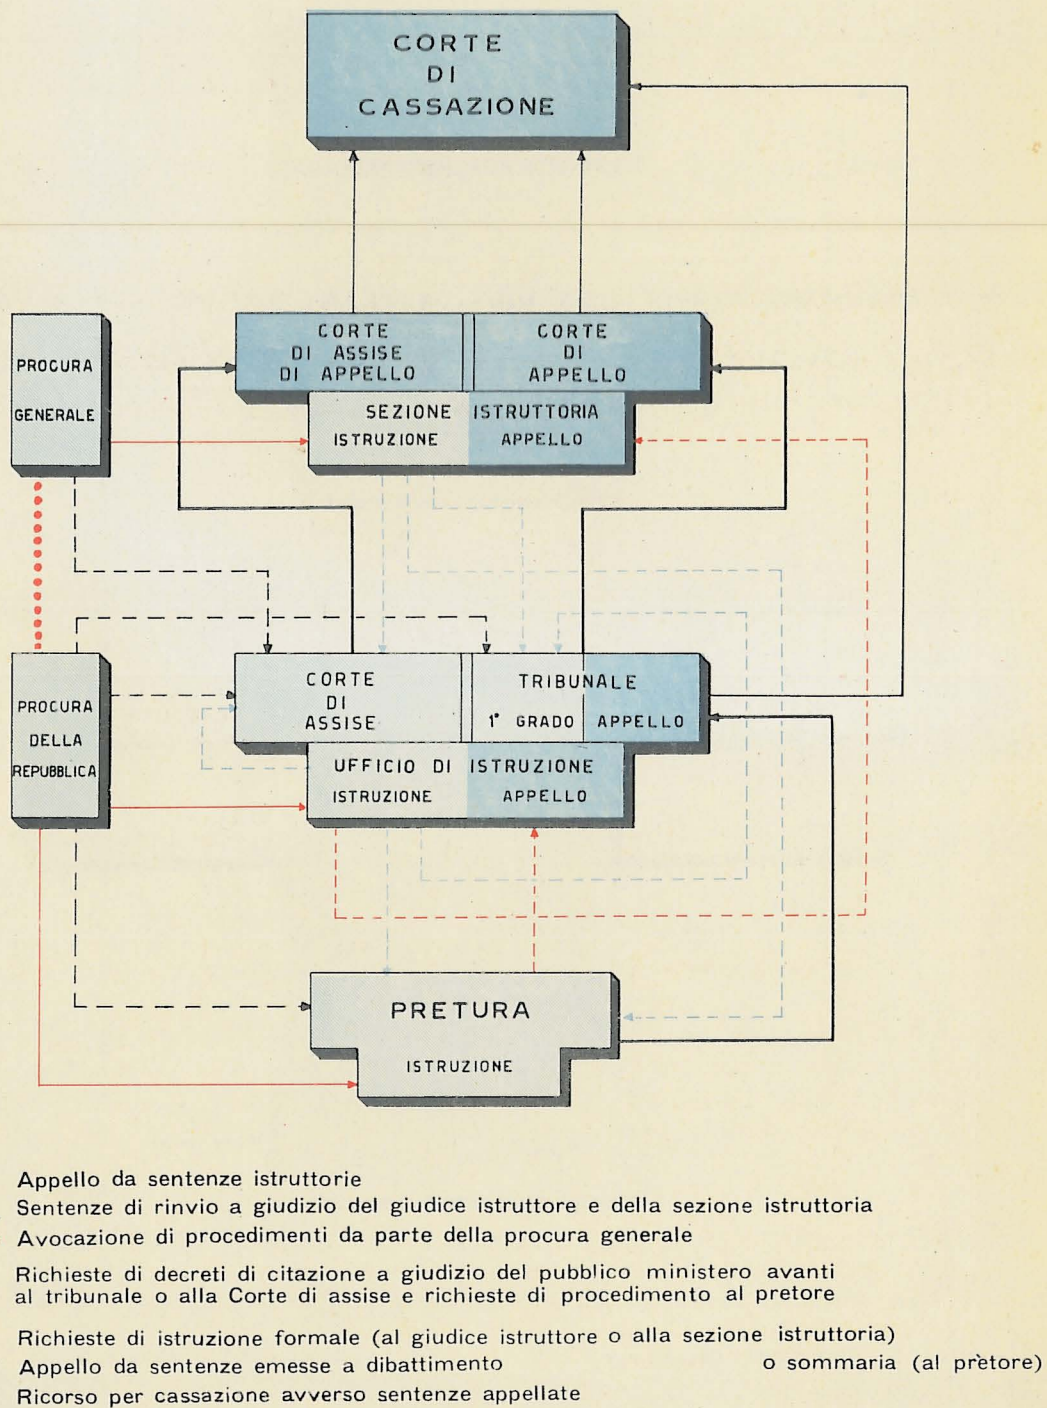 CORTE
DI
CASSAZIONE
PROCURA
GENERALE
CORTE
DI ASSISE
DI APPELLO
CORTE
DI
APPELLO
SEZIONE ISTRUTTORIA
ISTRUZIONE APPELLO
PROCURA
DELLA
REPUBBLICA
CORTE
DI
ASSISE
TRIBUNALE
1° GRADO APPELLO
UFFICIO DI ISTRUZIONE
ISTRUZIONE APPELLO
PRETURA
ISTRUZIONE
Appello da sentenze istruttorie
Sentenze di rinvio a giudizio del giudice istruttore e della sezione istruttoria
Avocazione di procedimenti da parte della procura generale
Richieste di decreti di citazione a giudizio del pubblico ministero avanti
al tribunale o alla Corte di assise e richieste di procedimento al pretore
Richieste di istruzione formale (al giudice istruttore o alla sezione istruttoria)
Appello da sentenze emesse a dibattimento o sommaria (al pretore)
Ricorso per cassazione avverso sentenze appellate